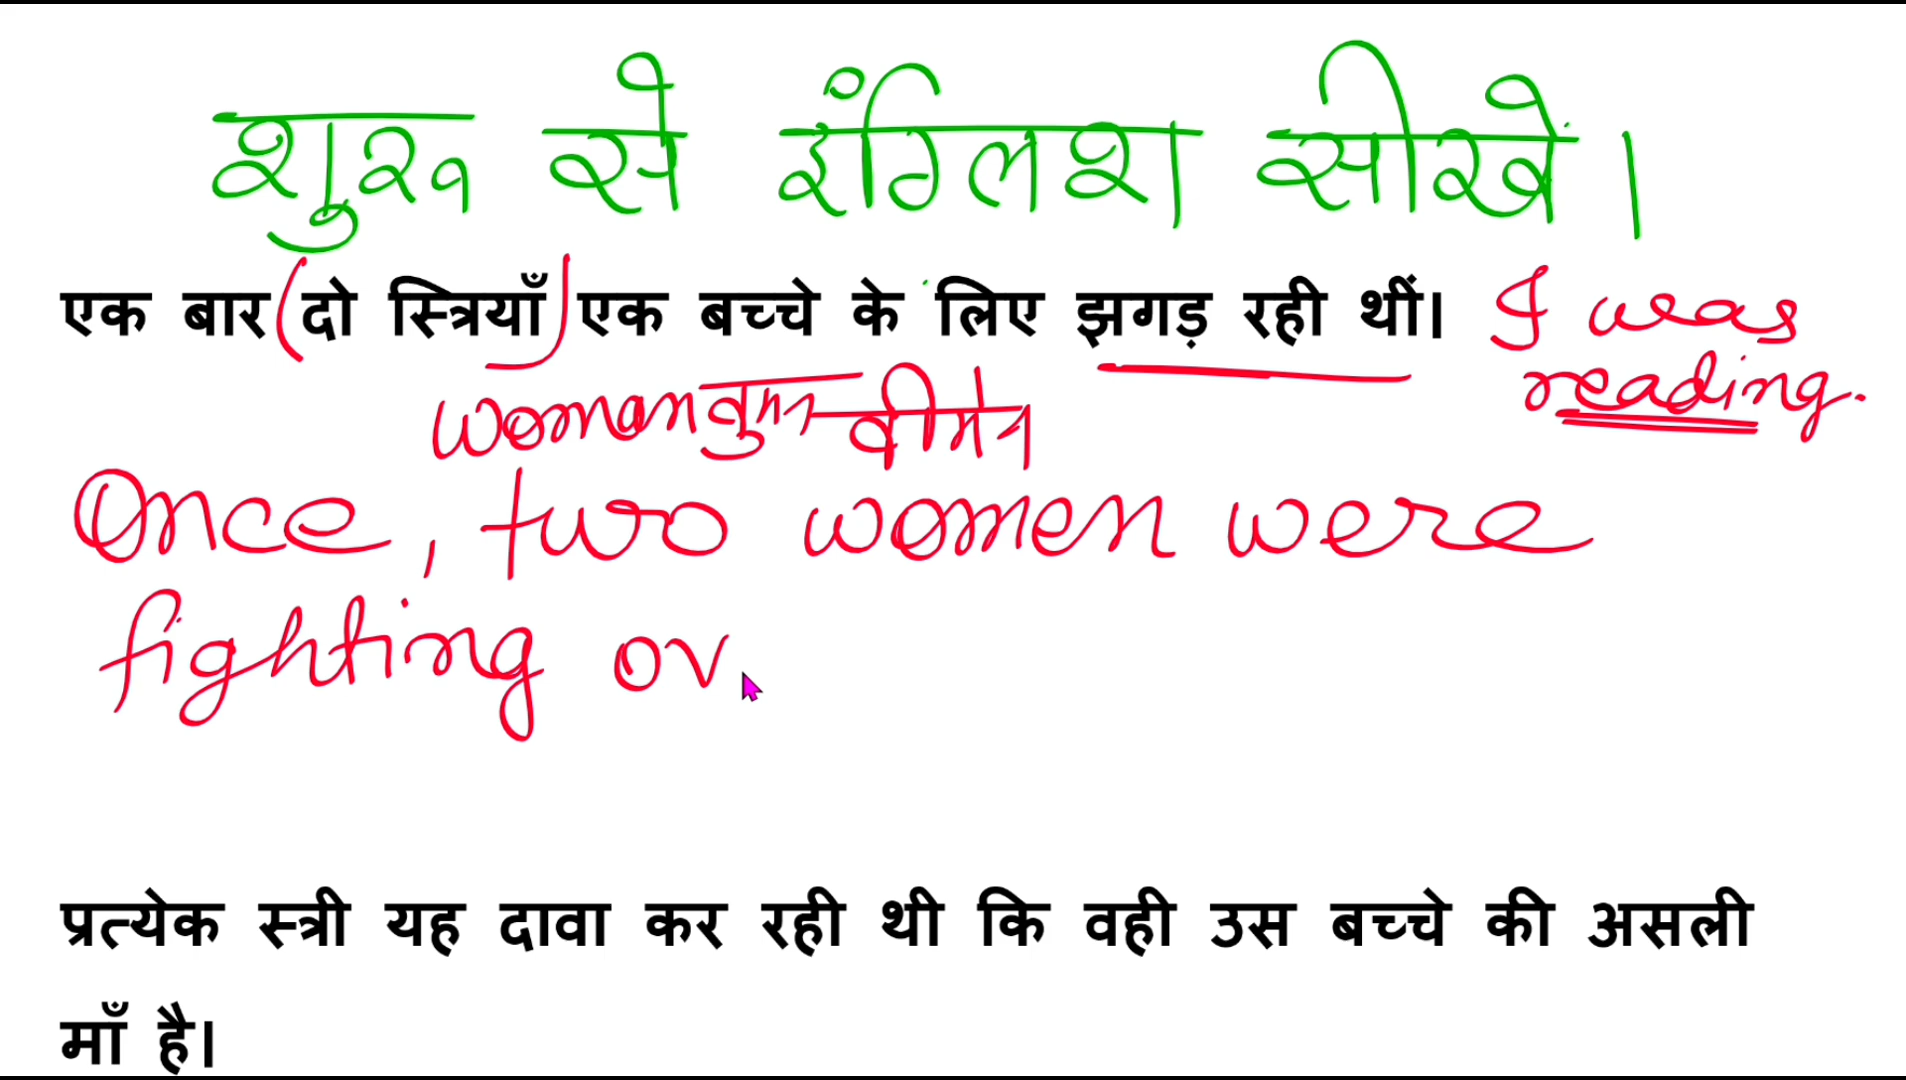 शुरू से इंग्लिश सीखें।
एक बार (दो स्त्रियाँ) एक बच्चे के लिए झगड़ रही थीं। I was
reading.
woman वुमन वीमेन
Once, two women were
fighting ov
प्रत्येक स्त्री यह दावा कर रही थी कि वही उस बच्चे की असली
माँ है।